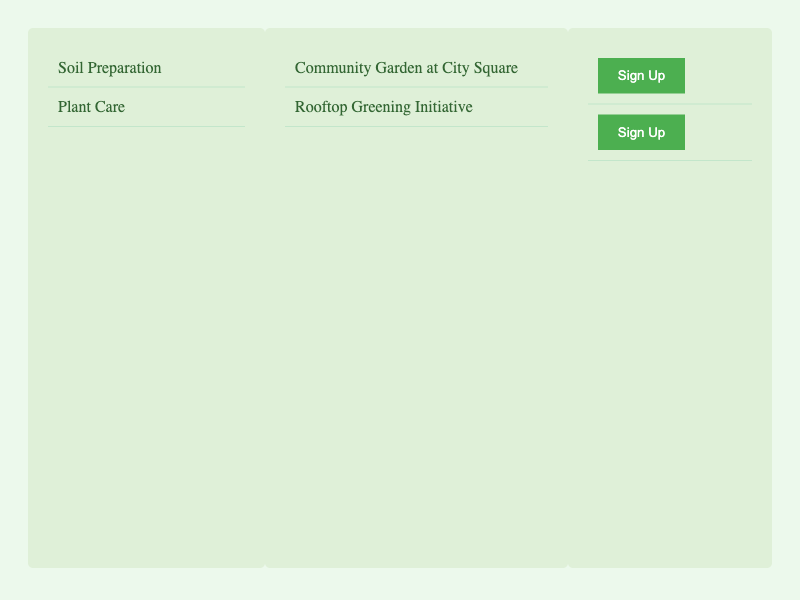 Soil Preparation
Plant Care
Community Garden at City Square
Rooftop Greening Initiative
Sign Up
Sign Up